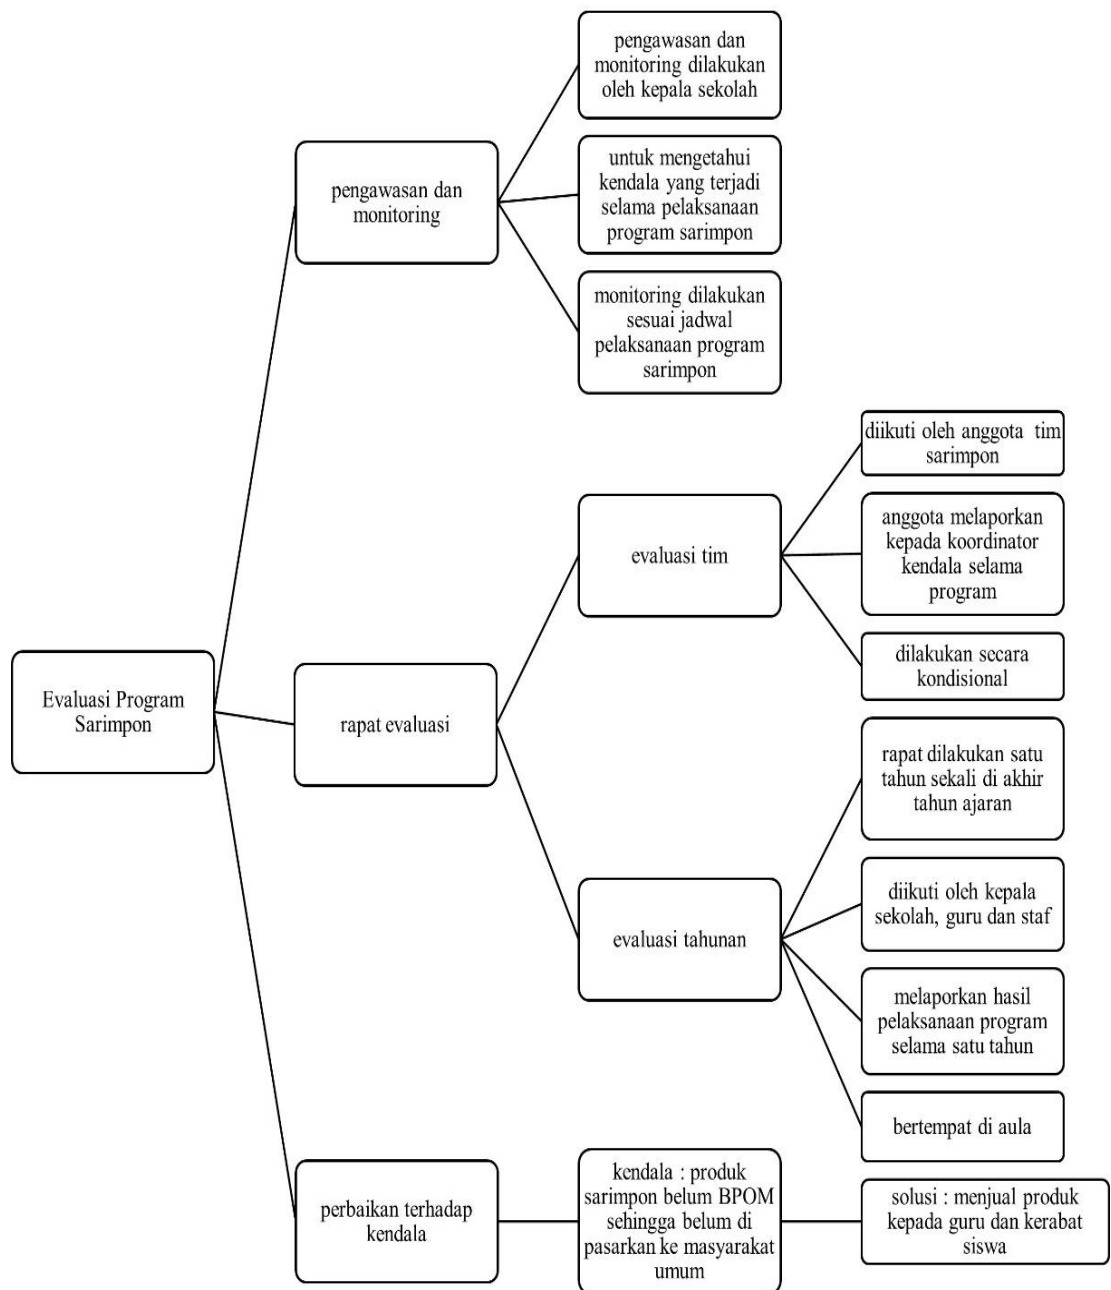 Evaluasi Program
Sarimpon
pengawasan dan
monitoring
pengawasan dan
monitoring dilakukan
oleh kepala sekolah
untuk mengetahui
kendala yang terjadi
selama pelaksanaan
program sarimpon
monitoring dilakukan
sesuai jadwal
pelaksanaan program
sarimpon
rapat evaluasi
evaluasi tim
diikuti oleh anggota tim
sarimpon
anggota melaporkan
kepada koordinator
kendala selama
program
dilakukan secara
kondisional
evaluasi tahunan
rapat dilakukan satu
tahun sekali di akhir
tahun ajaran
diikuti oleh kepala
sekolah, guru dan staf
melaporkan hasil
pelaksanaan program
selama satu tahun
bertempat di aula
perbaikan terhadap
kendala
kendala : produk
sarimpon belum BPOM
sehingga belum di
pasarkan ke masyarakat
umum
solusi : menjual produk
kepada guru dan kerabat
siswa